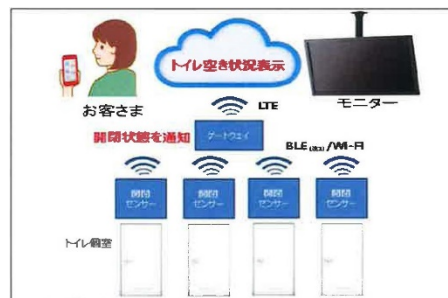 トイレ空き状況表示
お客さま
LTE
モニター
開閉状態を通知
ゲートウェイ
BLE /Wi-Fi
開閉
センサー
開閉
センサー
開閉
センサー
開閉
センサー
トイレ個室